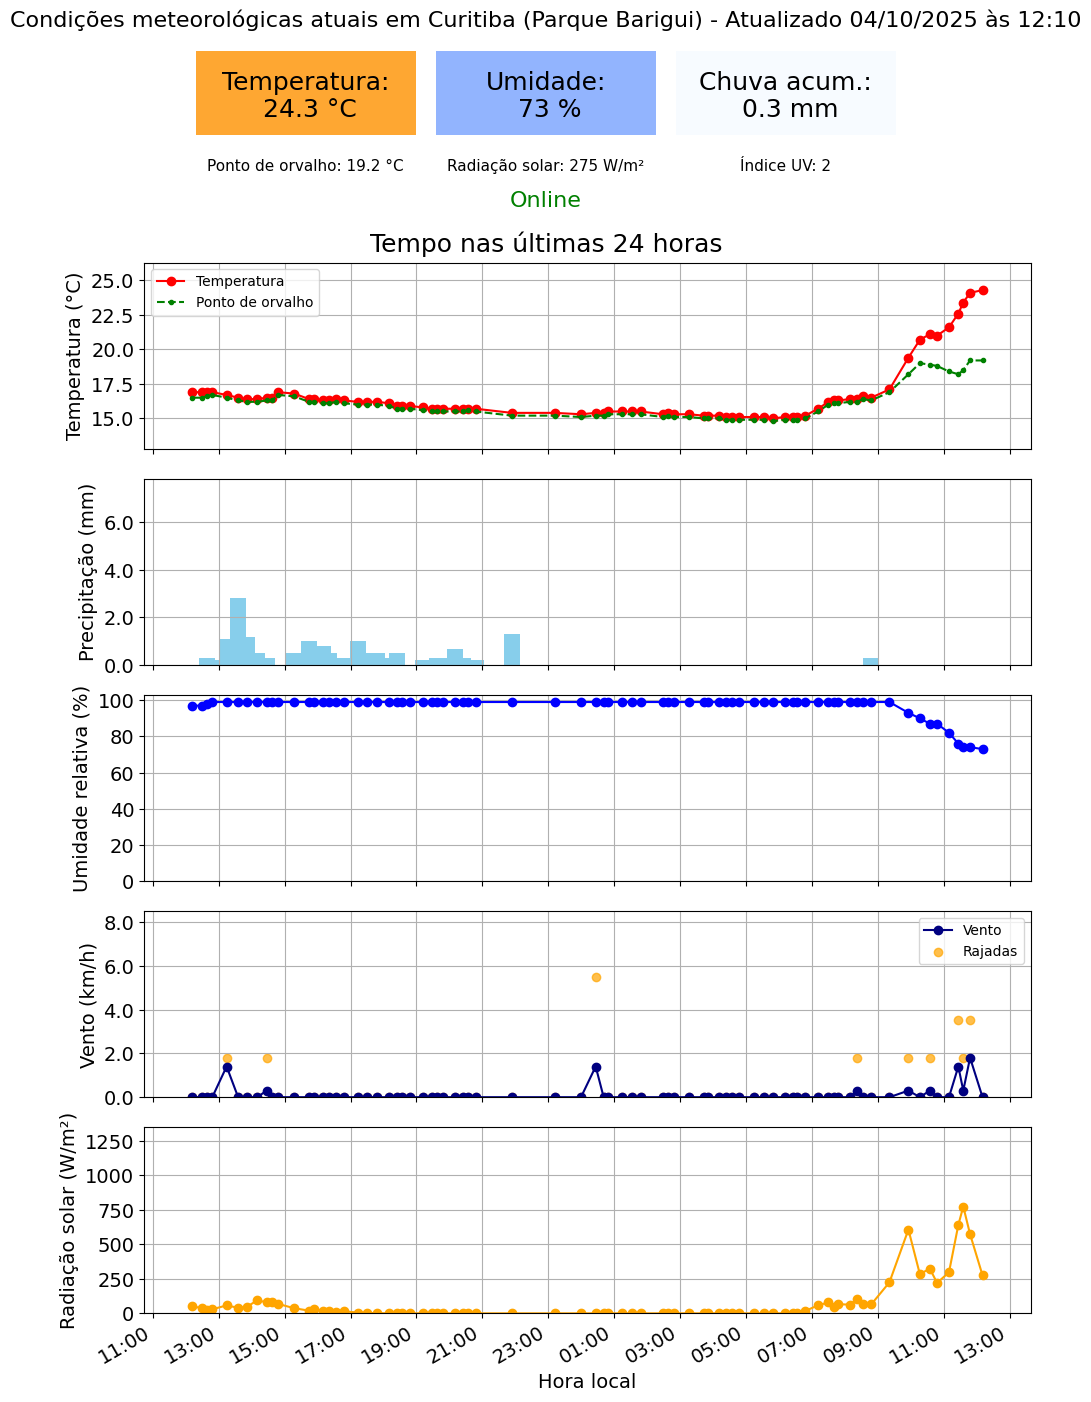 Condições meteorológicas atuais em Curitiba (Parque Barigui) - Atualizado 04/10/2025 às 12:10
Temperatura:
24.3 °C
Umidade:
73 %
Chuva acum.:
0.3 mm
Ponto de orvalho: 19.2 °C
Radiação solar: 275 W/m²
Índice UV: 2
Online
Tempo nas últimas 24 horas
Temperatura (°C)
25.0
22.5
20.0
17.5
15.0
Temperatura
Ponto de orvalho
Precipitação (mm)
6.0
4.0
2.0
0.0
Umidade relativa (%)
100
80
60
40
20
0
Vento (km/h)
8.0
6.0
4.0
2.0
0.0
Vento
Rajadas
Radiação solar (W/m²)
1250
1000
750
500
250
0
11:00
13:00
15:00
17:00
19:00
21:00
23:00
01:00
03:00
05:00
07:00
09:00
11:00
13:00
Hora local